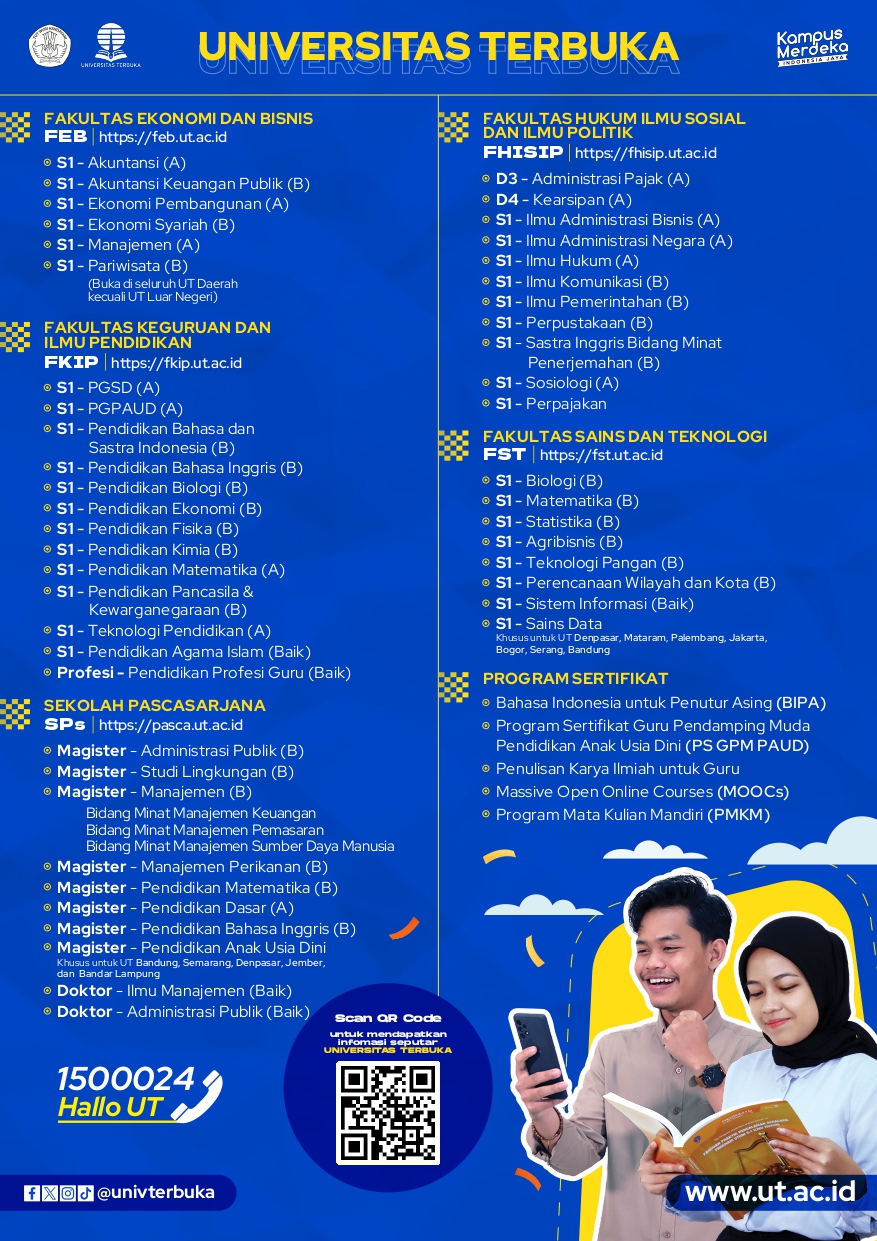 UNIVERSITAS TERBUKA
UNIVERSITAS TERBUKA
Kampus
Merdeka
INDONESIA JAYA
FAKULTAS EKONOMI DAN BISNIS
FEB | https://feb.ut.ac.id
S1 - Akuntansi (A)
S1 - Akuntansi Keuangan Publik (B)
S1 - Ekonomi Pembangunan (A)
S1 - Ekonomi Syariah (B)
S1 - Manajemen (A)
S1 - Pariwisata (B)
(Buka di seluruh UT Daerah
kecuali UT Luar Negeri)
FAKULTAS KEGURUAN DAN
ILMU PENDIDIKAN
FKIP | https://fkip.ut.ac.id
S1 - PGSD (A)
S1 - PGPAUD (A)
S1 - Pendidikan Bahasa dan
Sastra Indonesia (B)
S1 - Pendidikan Bahasa Inggris (B)
S1 - Pendidikan Biologi (B)
S1 - Pendidikan Ekonomi (B)
S1 - Pendidikan Fisika (B)
S1 - Pendidikan Kimia (B)
S1 - Pendidikan Matematika (A)
S1 - Pendidikan Pancasila &
Kewarganegaraan (B)
S1 - Teknologi Pendidikan (A)
S1 - Pendidikan Agama Islam (Baik)
Profesi - Pendidikan Profesi Guru (Baik)
SEKOLAH PASCASARJANA
SPs | https://pasca.ut.ac.id
Magister - Administrasi Publik (B)
Magister - Studi Lingkungan (B)
Magister - Manajemen (B)
Bidang Minat Manajemen Keuangan
Bidang Minat Manajemen Pemasaran
Bidang Minat Manajemen Sumber Daya Manusia
Magister - Manajemen Perikanan (B)
Magister - Pendidikan Matematika (B)
Magister - Pendidikan Dasar (A)
Magister - Pendidikan Bahasa Inggris (B)
Magister - Pendidikan Anak Usia Dini
Khusus untuk UT Bandung, Semarang, Denpasar, Jember,
dan Bandar Lampung
Doktor - Ilmu Manajemen (Baik)
Doktor - Administrasi Publik (Baik)
FAKULTAS HUKUM ILMU SOSIAL
DAN ILMU POLITIK
FHISIP | https://fhisip.ut.ac.id
D3 - Administrasi Pajak (A)
D4 - Kearsipan (A)
S1 - Ilmu Administrasi Bisnis (A)
S1 - Ilmu Administrasi Negara (A)
S1 - Ilmu Hukum (A)
S1 - Ilmu Komunikasi (B)
S1 - Ilmu Pemerintahan (B)
S1 - Perpustakaan (B)
S1 - Sastra Inggris Bidang Minat
Penerjemahan (B)
S1 - Sosiologi (A)
S1 - Perpajakan
FAKULTAS SAINS DAN TEKNOLOGI
FST | https://fst.ut.ac.id
S1 - Biologi (B)
S1 - Matematika (B)
S1 - Statistika (B)
S1 - Agribisnis (B)
S1 - Teknologi Pangan (B)
S1 - Perencanaan Wilayah dan Kota (B)
S1 - Sistem Informasi (Baik)
S1 - Sains Data
Khusus untuk UT Denpasar, Mataram, Palembang, Jakarta,
Bogor, Serang, Bandung
PROGRAM SERTIFIKAT
Bahasa Indonesia untuk Penutur Asing (BIPA)
Program Sertifikat Guru Pendamping Muda
Pendidikan Anak Usia Dini (PS GPM PAUD)
Penulisan Karya Ilmiah untuk Guru
Massive Open Online Courses (MOOCs)
Program Mata Kulian Mandiri (PMKM)
Scan QR Code
untuk mendapatkan
infomasi seputar
UNIVERSITAS TERBUKA
1500024
Hallo UT
@univterbuka
www.ut.ac.id